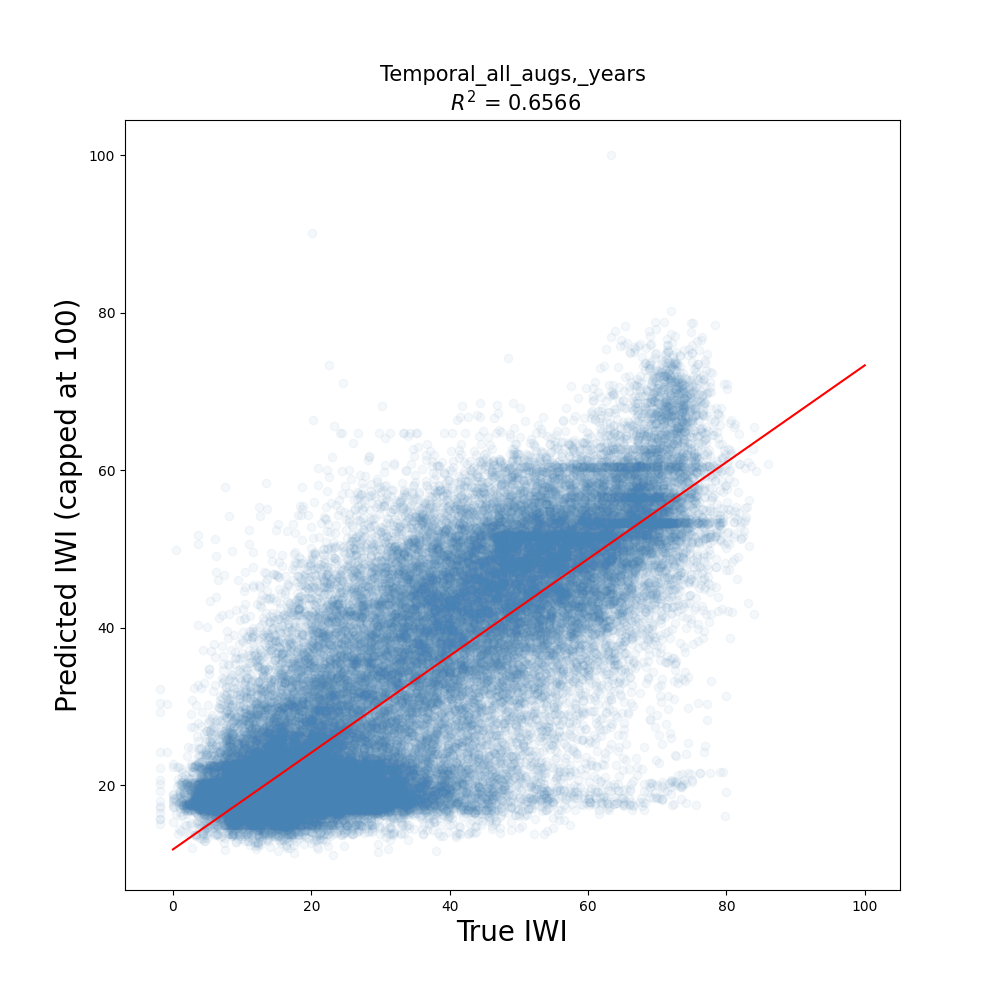 Temporal_all_augs,_years
R² = 0.6566
Predicted IWI (capped at 100)
100
80
60
40
20
0 20 40 60 80 100
True IWI